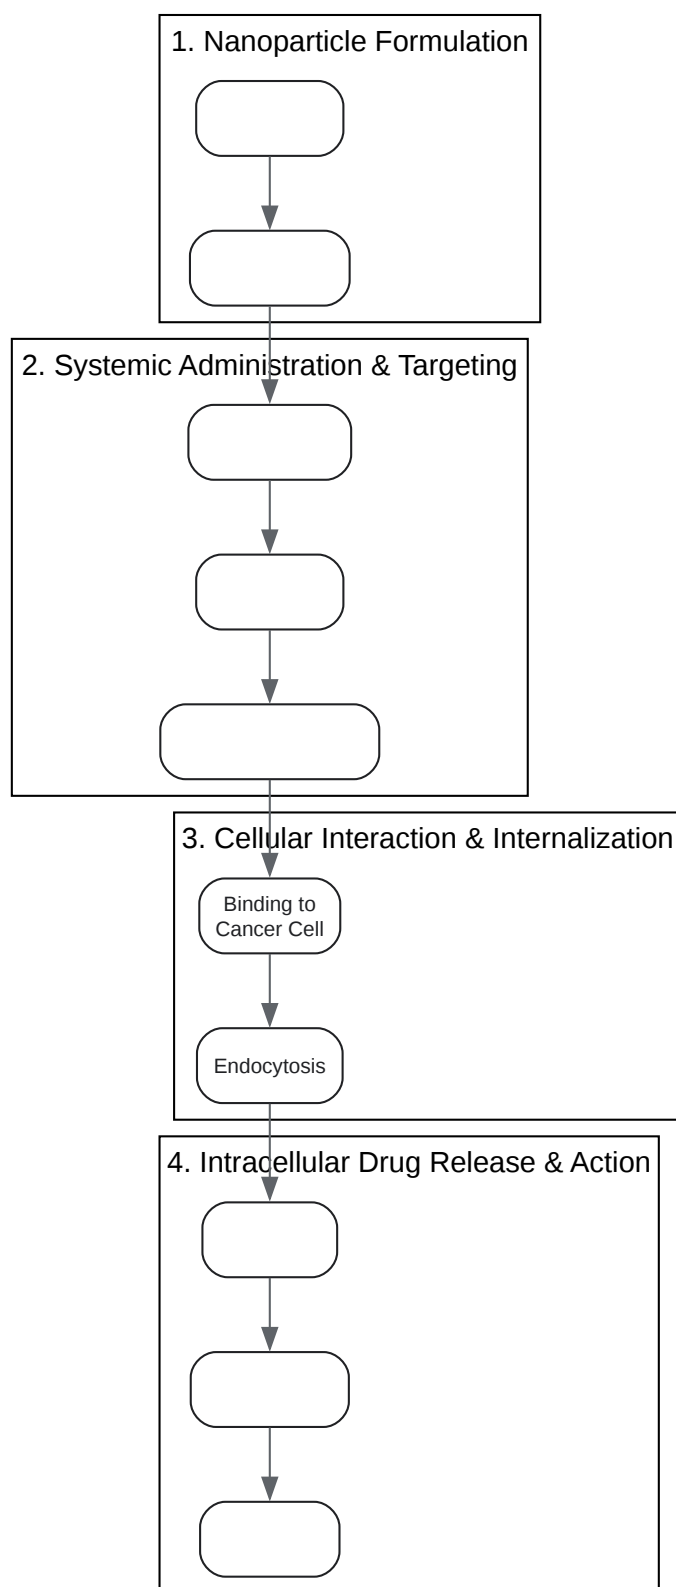 1. Nanoparticle Formulation
2. Systemic Administration & Targeting
3. Cellular Interaction & Internalization
Binding to
Cancer Cell
Endocytosis
4. Intracellular Drug Release & Action